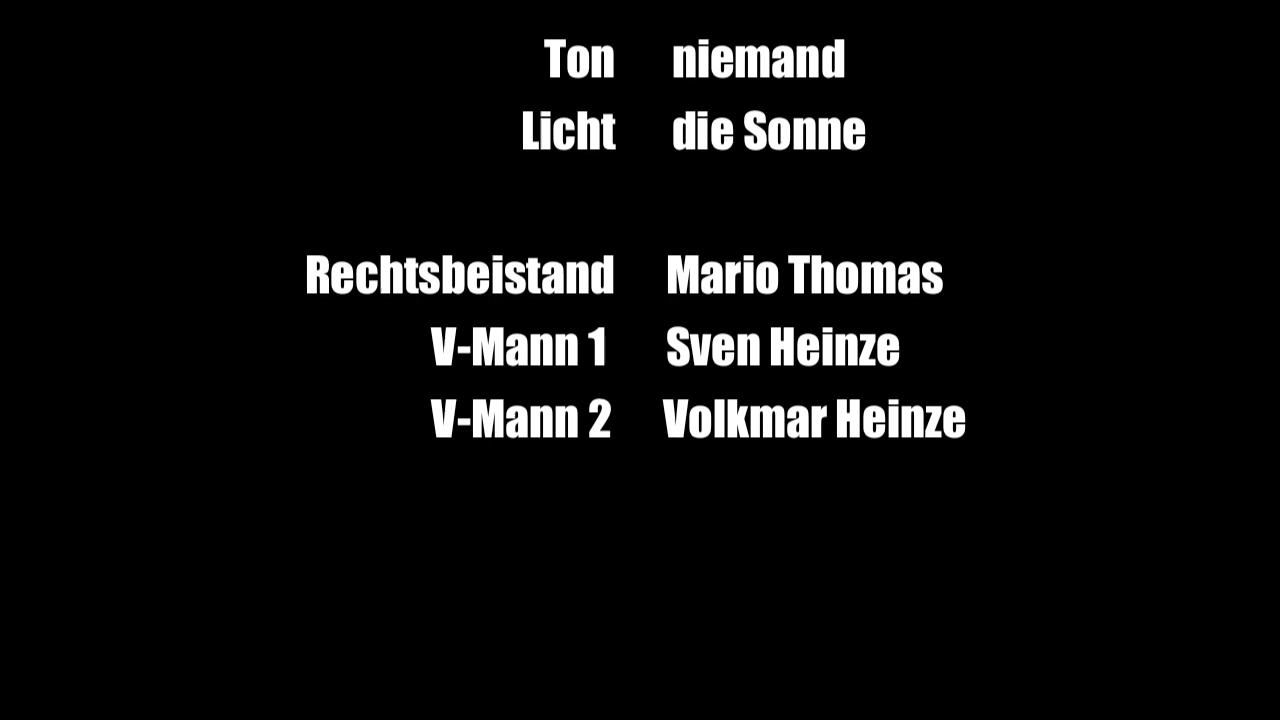 Ton niemand
Licht die Sonne
Rechtsbeistand Mario Thomas
V-Mann 1 Sven Heinze
V-Mann 2 Volkmar Heinze